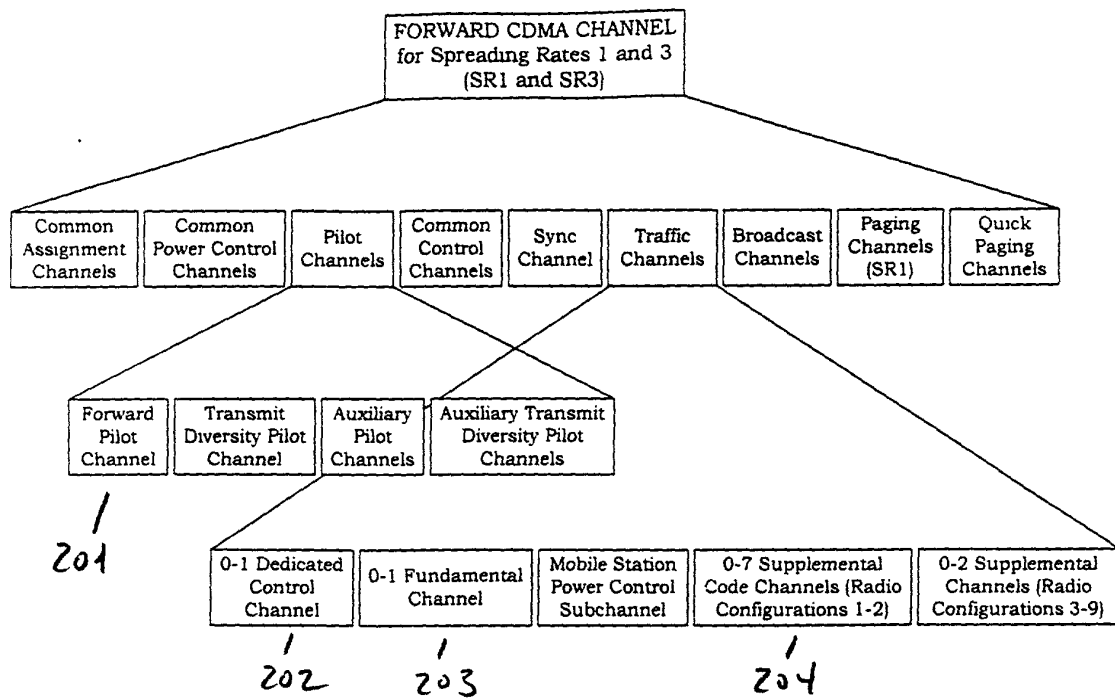 FORWARD CDMA CHANNEL
for Spreading Rates 1 and 3
(SR1 and SR3)
Common
Assignment
Channels
Common
Power Control
Channels
Pilot
Channels
Common
Control
Channels
Sync
Channel
Traffic
Channels
Broadcast
Channels
Paging
Channels
(SR1)
Quick
Paging
Channels
Forward
Pilot
Channel
Transmit
Diversity Pilot
Channel
Auxiliary
Pilot
Channels
Auxiliary Transmit
Diversity Pilot
Channels
201
0-1 Dedicated
Control
Channel
0-1 Fundamental
Channel
Mobile Station
Power Control
Subchannel
0-7 Supplemental
Code Channels (Radio
Configurations 1-2)
0-2 Supplemental
Channels (Radio
Configurations 3-9)
202
203
204